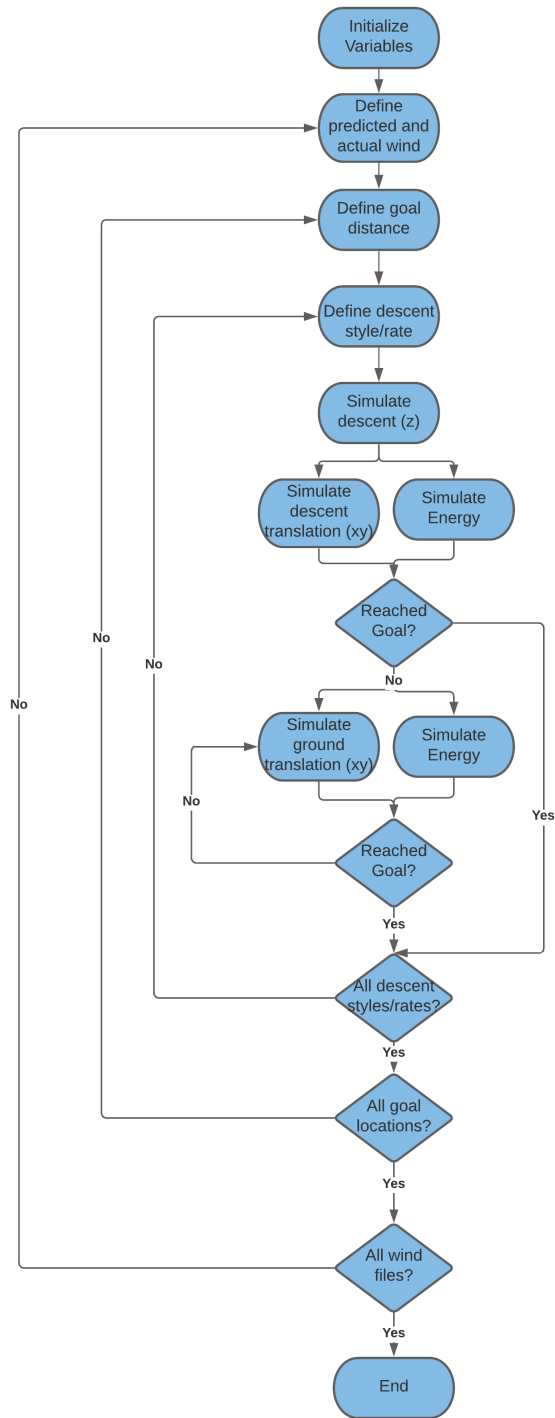 Initialize
Variables
Define
predicted and
actual wind
Define goal
distance
Define descent
style/rate
Simulate
descent (z)
Simulate
descent
translation (xy)
Simulate
Energy
Reached
Goal?
No
No
No
No
Simulate
ground
translation (xy)
Simulate
Energy
No
Yes
Reached
Goal?
Yes
All descent
styles/rates?
Yes
All goal
locations?
Yes
All wind
files?
Yes
End